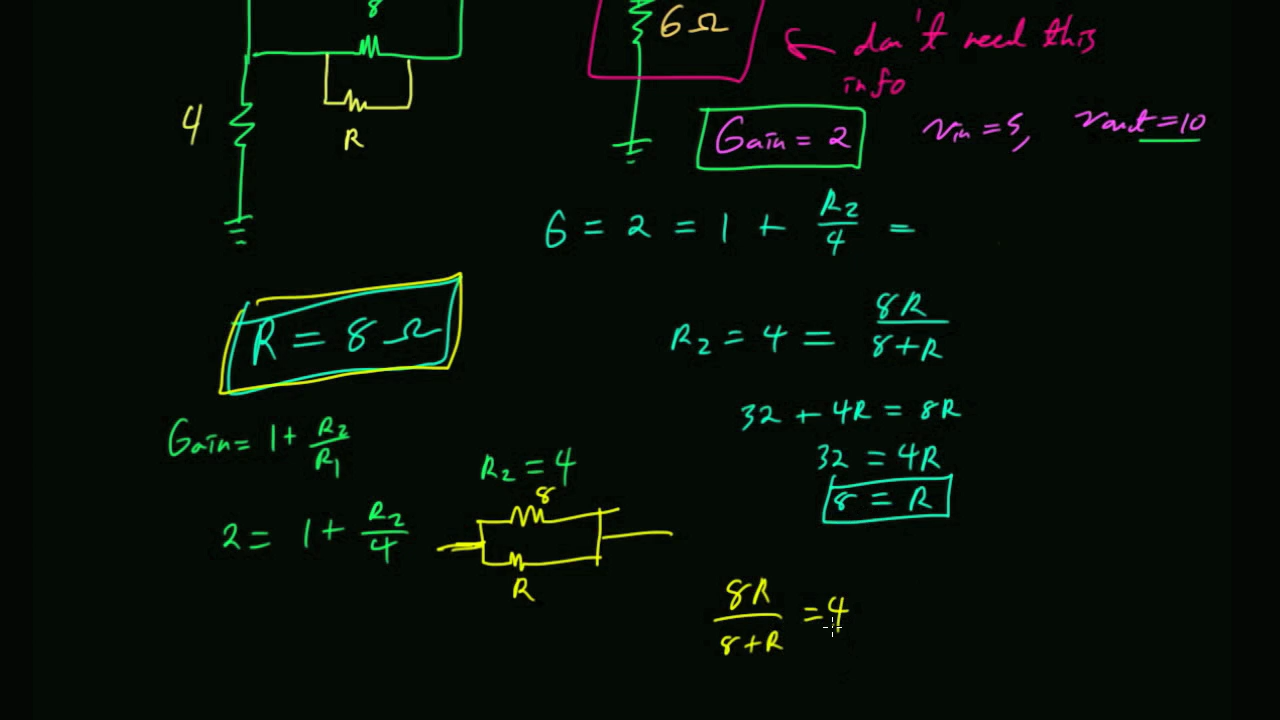 8
6 Ω
don't need this
info
4
R
Gain = 2
Vin = 5, Vout = 10
G = 2 = 1 + R2/4 =
R = 8 Ω
R2 = 4 = 8R/8+R
32 + 4R = 8R
32 = 4R
8 = R
Gain = 1 + R2/R1
R2 = 4
2 = 1 + R2/4
8
R
8R/8+R = 4